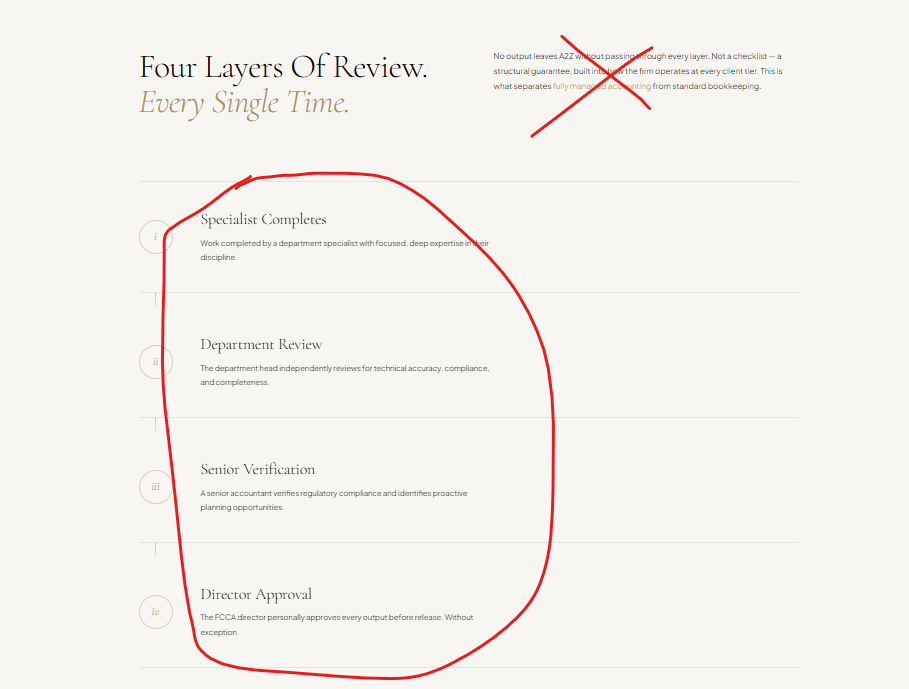 Four Layers Of Review.
Every Single Time.
No output leaves A2Z without passing through every layer. Not a checklist — a
structural guarantee, built into how the firm operates at every client tier. This is
what separates fully managed accounting from standard bookkeeping.
i
Specialist Completes
Work completed by a department specialist with focused, deep expertise in their
discipline.
ii
Department Review
The department head independently reviews for technical accuracy, compliance,
and completeness.
iii
Senior Verification
A senior accountant verifies regulatory compliance and identifies proactive
planning opportunities.
iv
Director Approval
The FCCA director personally approves every output before release. Without
exception.